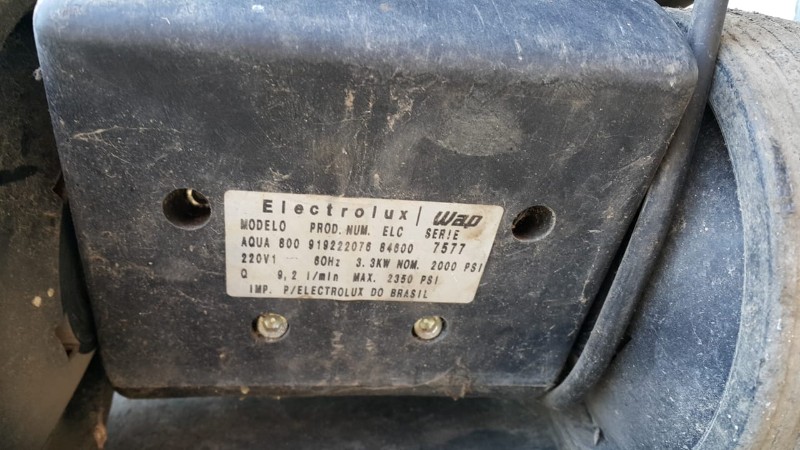 Electrolux | Wap
MODELO PROD. NUM. ELC SERIE
AQUA 800 919222076 84600 7577
220V1 60Hz 3.3KW NOM. 2000 PSI
Q 9,2 l/min MAX. 2350 PSI
IMP. P/ELECTROLUX DO BRASIL